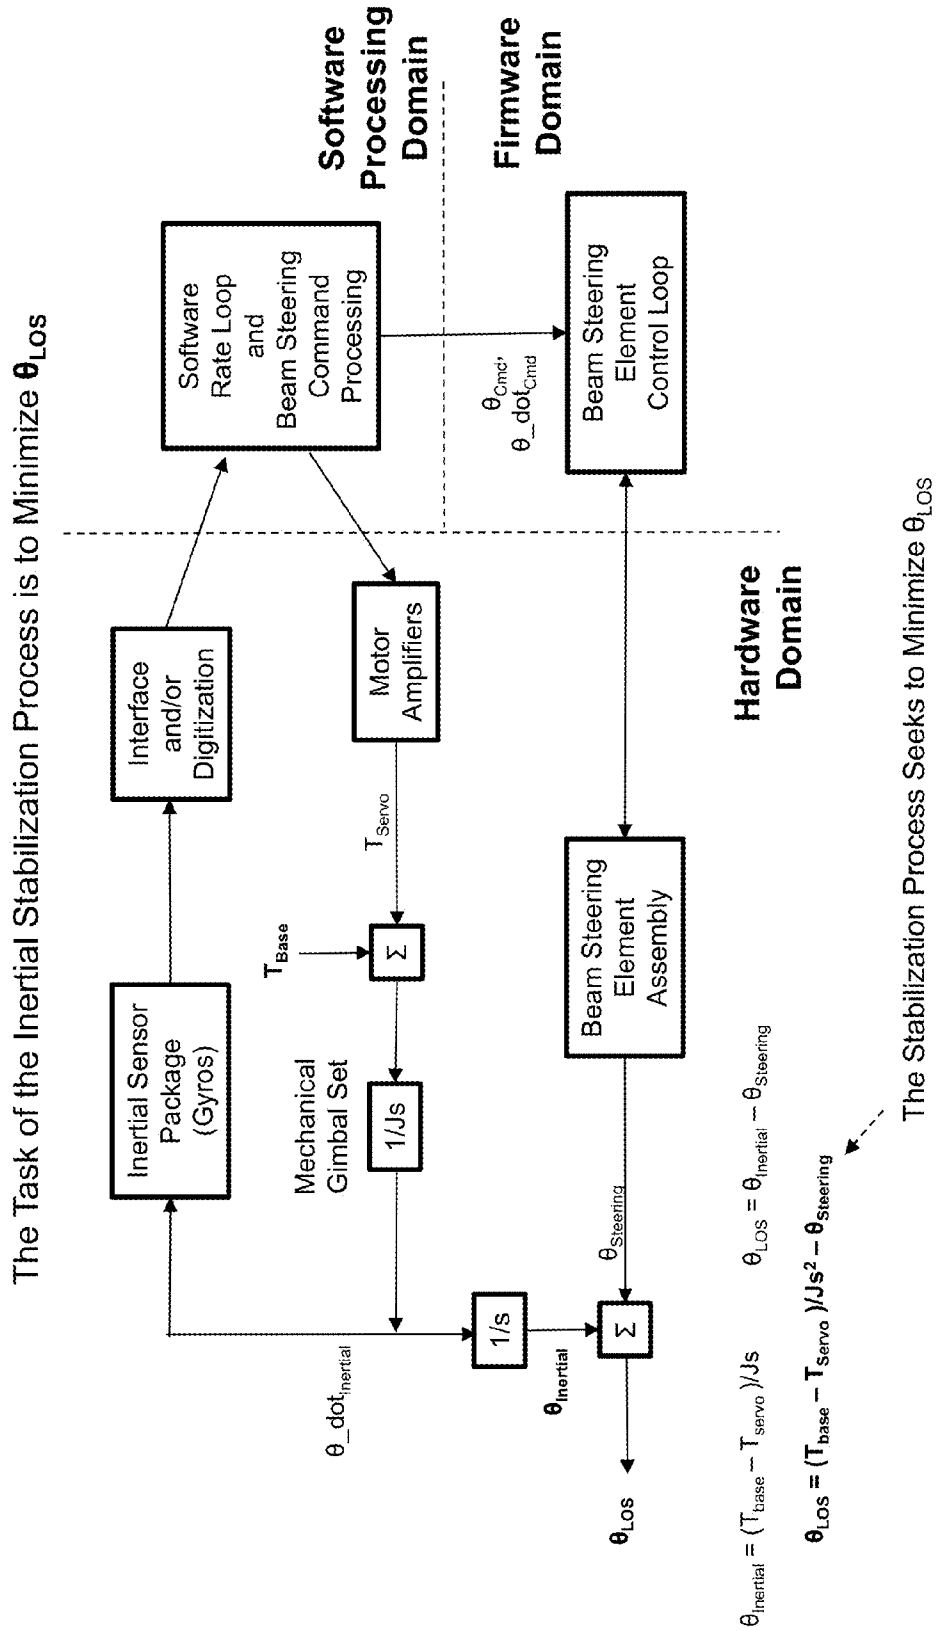 The Task of the Inertial Stabilization Process is to Minimize θLOS
Inertial Sensor
Package
(Gyros)
Interface
and/or
Digitization
Software
Rate Loop
and
Beam Steering
Command
Processing
Software
Processing
Domain
θ_dotInertial
Mechanical
Gimbal Set
1/Js
TBase
Σ
TServo
Motor
Amplifiers
θCmd,
θ_dotCmd
Firmware
Domain
1/s
θInertial
θLOS
Σ
θSteering
Beam Steering
Element
Assembly
Beam Steering
Element
Control Loop
Hardware
Domain
θInertial = (Tbase – Tservo )/Js
θLOS = θInertial – θSteering
θLOS = (Tbase – TServo )/Js² – θSteering
The Stabilization Process Seeks to Minimize θLOS